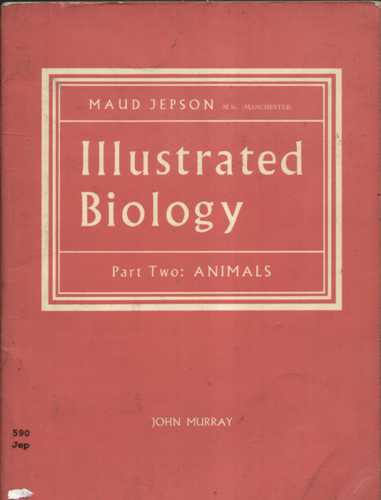 MAUD JEPSON M.Sc. (MANCHESTER)
Illustrated
Biology
Part Two: ANIMALS
JOHN MURRAY
590
Jep